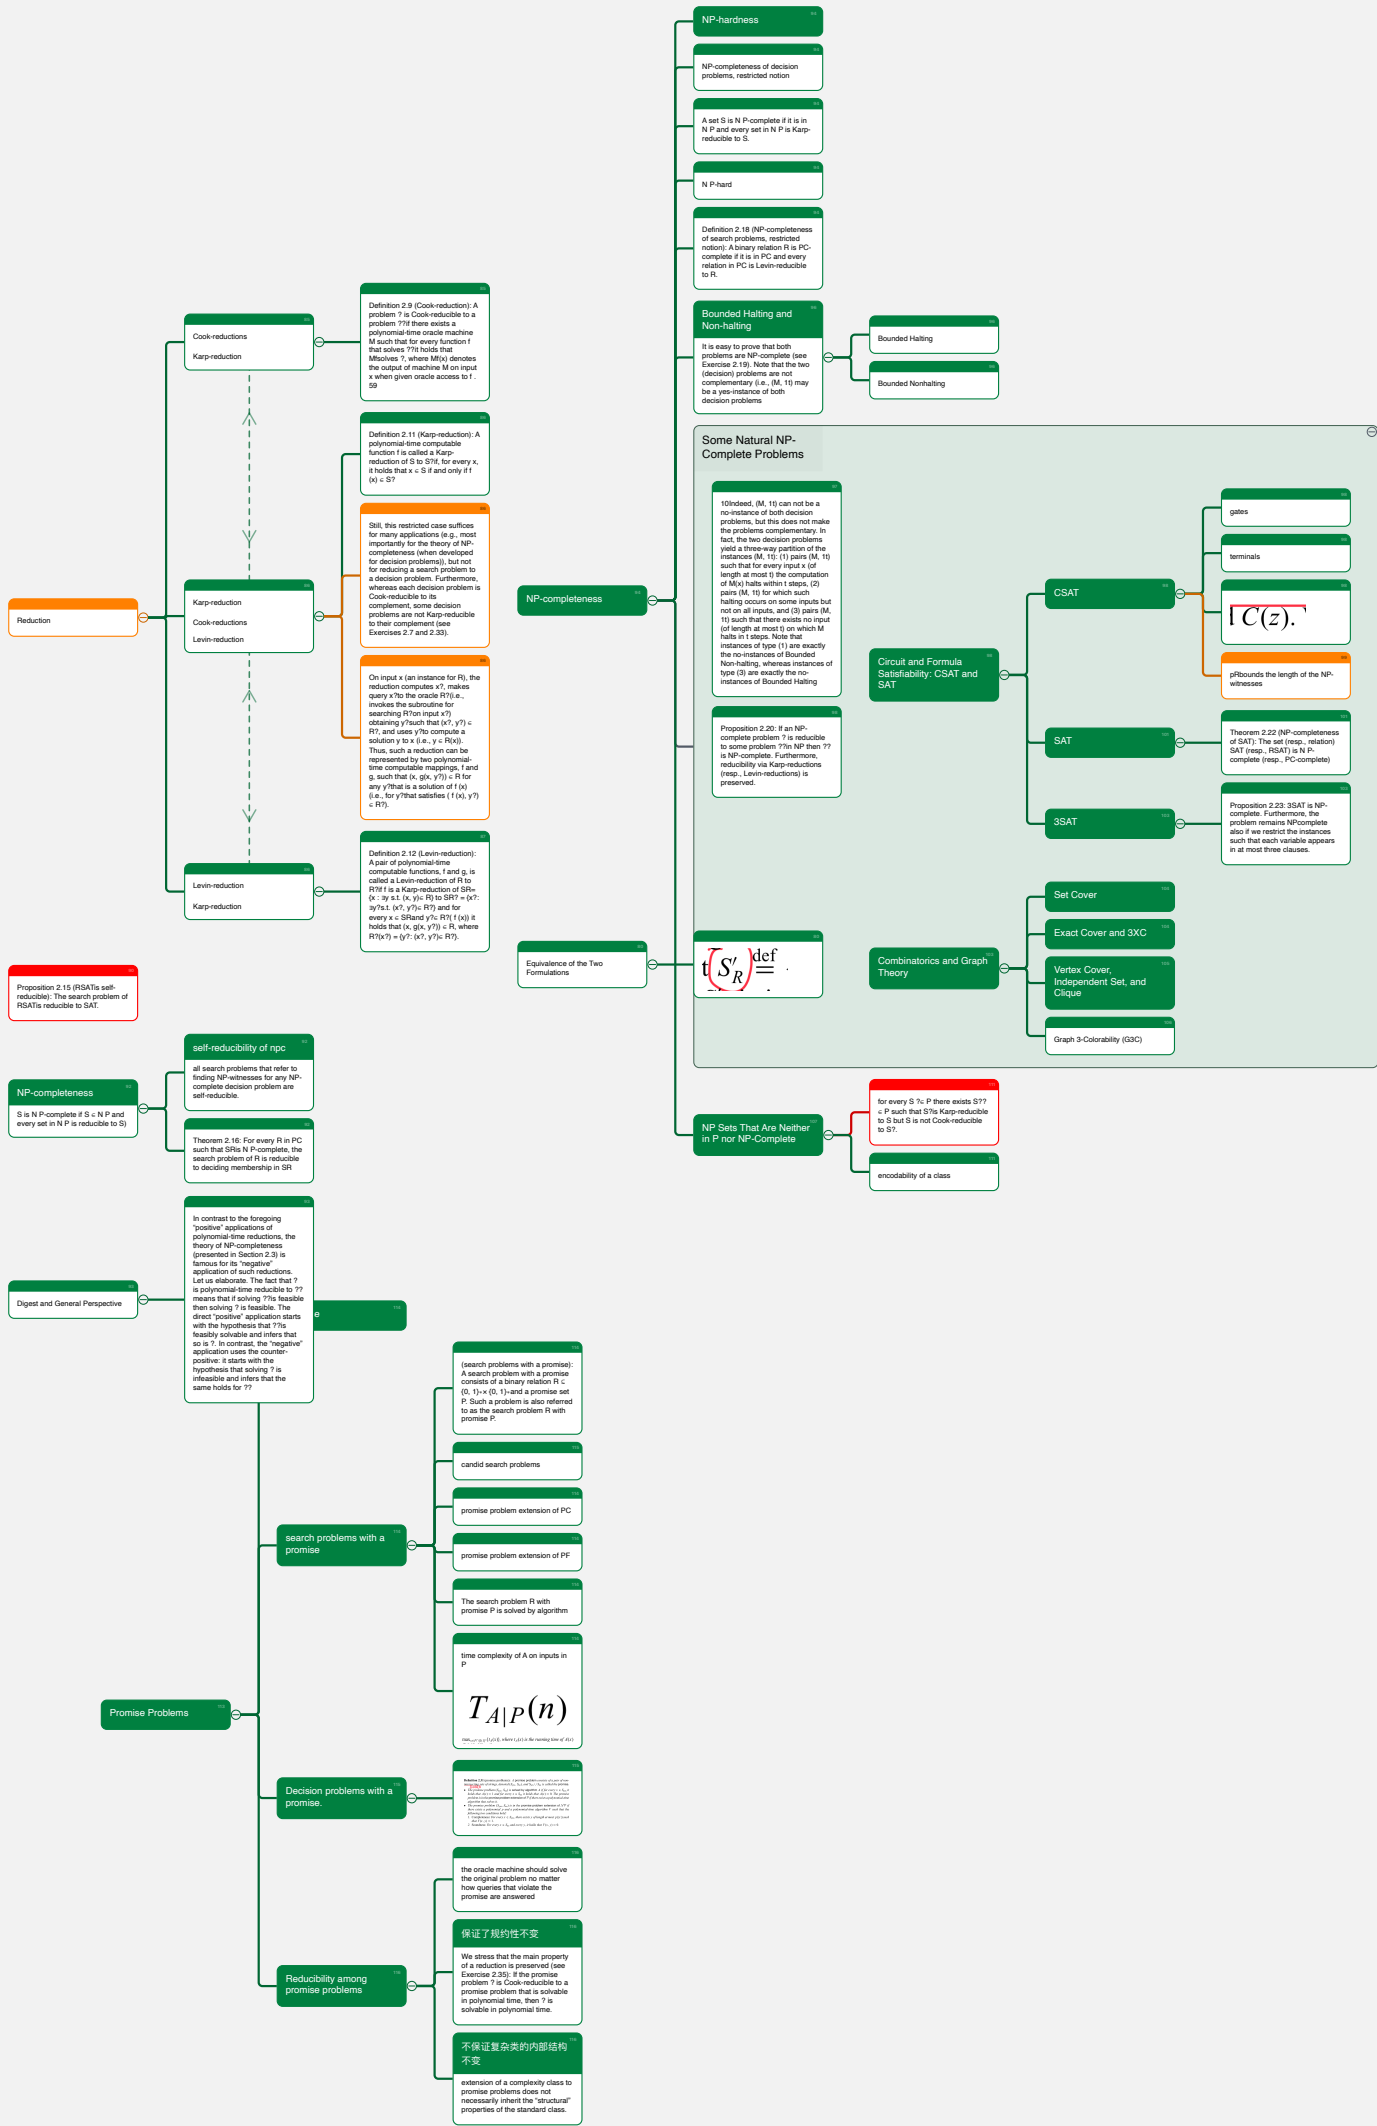 Reduction
Cook-reductions
Karp-reduction
Definition 2.9 (Cook-reduction): A
problem ? is Cook-reducible to a
problem ??if there exists a
polynomial-time oracle machine
M such that for every function f
that solves ??it holds that
Mfsolves ?, where Mf(x) denotes
the output of machine M on input
x when given oracle access to f .
59
Karp-reduction
Cook-reductions
Levin-reduction
Definition 2.11 (Karp-reduction): A
polynomial-time computable
function f is called a Karp-
reduction of S to S?if, for every x,
it holds that x ∈ S if and only if f
(x) ∈ S?
Still, this restricted case suffices
for many applications (e.g., most
importantly for the theory of NP-
completeness (when developed
for decision problems)), but not
for reducing a search problem to
a decision problem. Furthermore,
whereas each decision problem is
Cook-reducible to its
complement, some decision
problems are not Karp-reducible
to their complement (see
Exercises 2.7 and 2.33).
On input x (an instance for R), the
reduction computes x?, makes
query x?to the oracle R?(i.e.,
invokes the subroutine for
searching R?on input x?)
obtaining y?such that (x?, y?) ∈
R?, and uses y?to compute a
solution y to x (i.e., y ∈ R(x)).
Thus, such a reduction can be
represented by two polynomial-
time computable mappings, f and
g, such that (x, g(x, y?)) ∈ R for
any y?that is a solution of f (x)
(i.e., for y?that satisfies ( f (x), y?)
∈ R?).
Levin-reduction
Karp-reduction
Definition 2.12 (Levin-reduction):
A pair of polynomial-time
computable functions, f and g, is
called a Levin-reduction of R to
R?if f is a Karp-reduction of SR=
{x : ∃y s.t. (x, y)∈ R} to SR? = {x?:
∃y?s.t. (x?, y?)∈ R?} and for
every x ∈ SRand y?∈ R?( f (x)) it
holds that (x, g(x, y?)) ∈ R, where
R?(x?) = {y?: (x?, y?)∈ R?}.
Proposition 2.15 (RSATis self-
reducible): The search problem of
RSATis reducible to SAT.
NP-completeness
S is N P-complete if S ∈ N P and
every set in N P is reducible to S)
self-reducibility of npc
all search problems that refer to
finding NP-witnesses for any NP-
complete decision problem are
self-reducible.
Theorem 2.16: For every R in PC
such that SRis N P-complete, the
search problem of R is reducible
to deciding membership in SR
Digest and General Perspective
In contrast to the foregoing
"positive" applications of
polynomial-time reductions, the
theory of NP-completeness
(presented in Section 2.3) is
famous for its "negative"
application of such reductions.
Let us elaborate. The fact that ?
is polynomial-time reducible to ??
means that if solving ??is feasible
then solving ? is feasible. The
direct "positive" application starts
with the hypothesis that ??is
feasibly solvable and infers that
so is ?. In contrast, the "negative"
application uses the counter-
positive: it starts with the
hypothesis that solving ? is
infeasible and infers that the
same holds for ??
e
NP-completeness
NP-hardness
NP-completeness of decision
problems, restricted notion
A set S is N P-complete if it is in
N P and every set in N P is Karp-
reducible to S.
N P-hard
Definition 2.18 (NP-completeness
of search problems, restricted
notion): A binary relation R is PC-
complete if it is in PC and every
relation in PC is Levin-reducible
to R.
Bounded Halting and
Non-halting
It is easy to prove that both
problems are NP-complete (see
Exercise 2.19). Note that the two
(decision) problems are not
complementary (i.e., (M, 1t) may
be a yes-instance of both
decision problems
Bounded Halting
Bounded Nonhalting
Some Natural NP-
Complete Problems
10Indeed, (M, 1t) can not be a
no-instance of both decision
problems, but this does not make
the problems complementary. In
fact, the two decision problems
yield a three-way partition of the
instances (M, 1t): (1) pairs (M, 1t)
such that for every input x (of
length at most t) the computation
of M(x) halts within t steps, (2)
pairs (M, 1t) for which such
halting occurs on some inputs but
not on all inputs, and (3) pairs (M,
1t) such that there exists no input
(of length at most t) on which M
halts in t steps. Note that
instances of type (1) are exactly
the no-instances of Bounded
Non-halting, whereas instances of
type (3) are exactly the no-
instances of Bounded Halting
Proposition 2.20: If an NP-
complete problem ? is reducible
to some problem ??in NP then ??
is NP-complete. Furthermore,
reducibility via Karp-reductions
(resp., Levin-reductions) is
preserved.
Circuit and Formula
Satisfiability: CSAT and
SAT
CSAT
gates
terminals
C(z).
pRbounds the length of the NP-
witnesses
SAT
Theorem 2.22 (NP-completeness
of SAT): The set (resp., relation)
SAT (resp., RSAT) is N P-
complete (resp., PC-complete)
3SAT
Proposition 2.23: 3SAT is NP-
complete. Furthermore, the
problem remains NPcomplete
also if we restrict the instances
such that each variable appears
in at most three clauses.
Combinatorics and Graph
Theory
Set Cover
Exact Cover and 3XC
Vertex Cover,
Independent Set, and
Clique
Graph 3-Colorability (G3C)
Equivalence of the Two
Formulations
t S′R def=
NP Sets That Are Neither
in P nor NP-Complete
for every S ?∈ P there exists S??
∈ P such that S?is Karp-reducible
to S but S is not Cook-reducible
to S?.
encodability of a class
Promise Problems
search problems with a
promise
(search problems with a promise):
A search problem with a promise
consists of a binary relation R ⊆
{0, 1}∗× {0, 1}∗and a promise set
P. Such a problem is also referred
to as the search problem R with
promise P.
candid search problems
promise problem extension of PC
promise problem extension of PF
The search problem R with
promise P is solved by algorithm
time complexity of A on inputs in
P
T A|P (n)
Decision problems with a
promise.
Reducibility among
promise problems
the oracle machine should solve
the original problem no matter
how queries that violate the
promise are answered
保证了规约性不变
We stress that the main property
of a reduction is preserved (see
Exercise 2.35): If the promise
problem ? is Cook-reducible to a
promise problem that is solvable
in polynomial time, then ? is
solvable in polynomial time.
不保证复杂类的内部结构
不变
extension of a complexity class to
promise problems does not
necessarily inherit the "structural"
properties of the standard class.